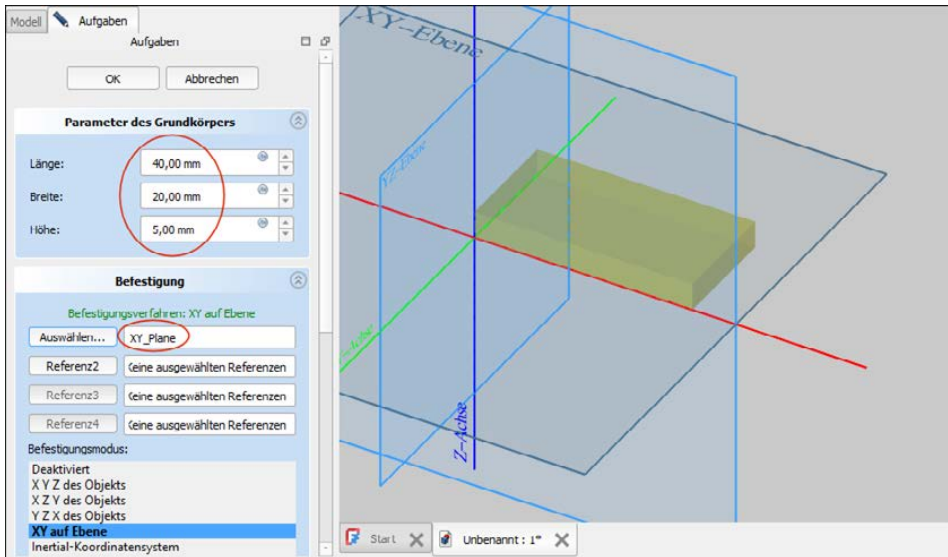 Modell
Aufgaben
Aufgaben
OK
Abbrechen
Parameter des Grundkörpers
Länge:
40,00 mm
Breite:
20,00 mm
Höhe:
5,00 mm
Befestigung
Befestigungsverfahren: XY auf Ebene
Auswählen...
XY_Plane
Referenz2
Keine ausgewählten Referenzen
Referenz3
Keine ausgewählten Referenzen
Referenz4
Keine ausgewählten Referenzen
Befestigungsmodus:
Deaktiviert
X Y Z des Objekts
X Z Y des Objekts
Y Z X des Objekts
XY auf Ebene
Inertial-Koordinatensystem
XY-Ebene
YZ-Ebene
Z-Achse
Start
Unbenannt : 1*